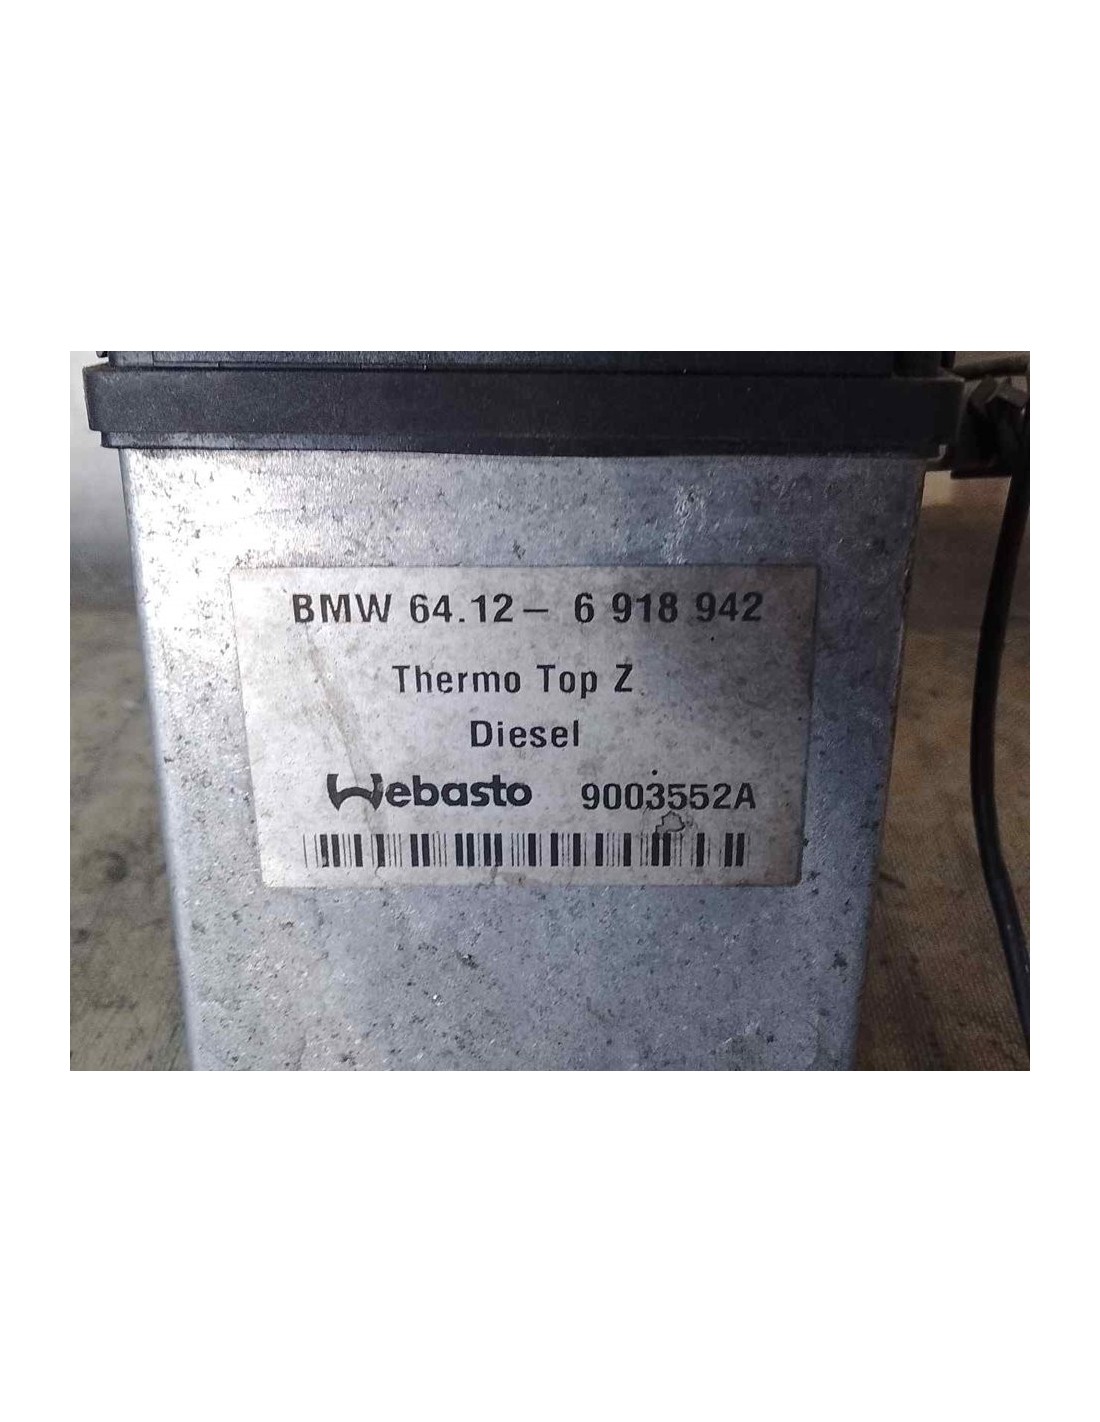 BMW 64.12- 6 918 942
Thermo Top Z
Diesel
Webasto 9003552A